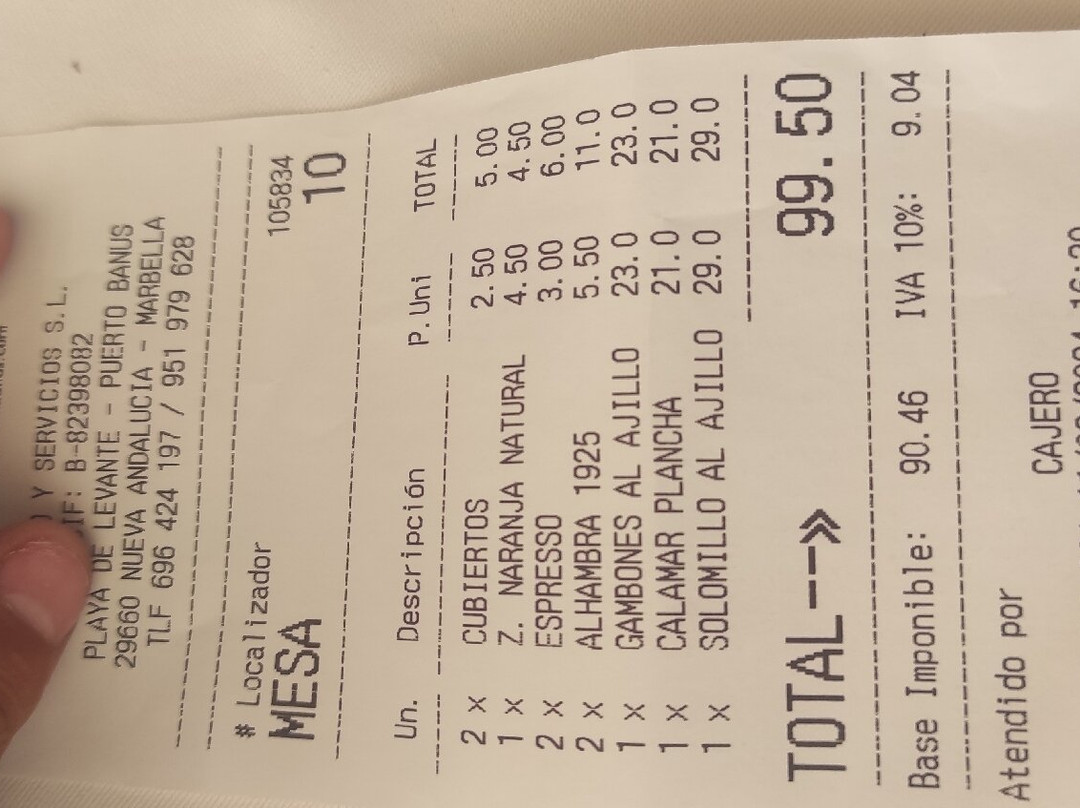 Y SERVICIOS S.L.
CIF: B-82398082
PLAYA DE LEVANTE - PUERTO BANUS
29660 NUEVA ANDALUCIA - MARBELLA
TLF 696 424 197 / 951 979 628
# Localizador 105834
MESA 10
Un. Descripción P.Uni TOTAL
2 x CUBIERTOS 2.50 5.00
1 x Z. NARANJA NATURAL 4.50 4.50
2 x ESPRESSO 3.00 6.00
2 x ALHAMBRA 1925 5.50 11.0
1 x GAMBONES AL AJILLO 23.0 23.0
1 x CALAMAR PLANCHA 21.0 21.0
1 x SOLOMILLO AL AJILLO 29.0 29.0
TOTAL--» 99.50
Base Imponible: 90.46 IVA 10%: 9.04
Atendido por CAJERO